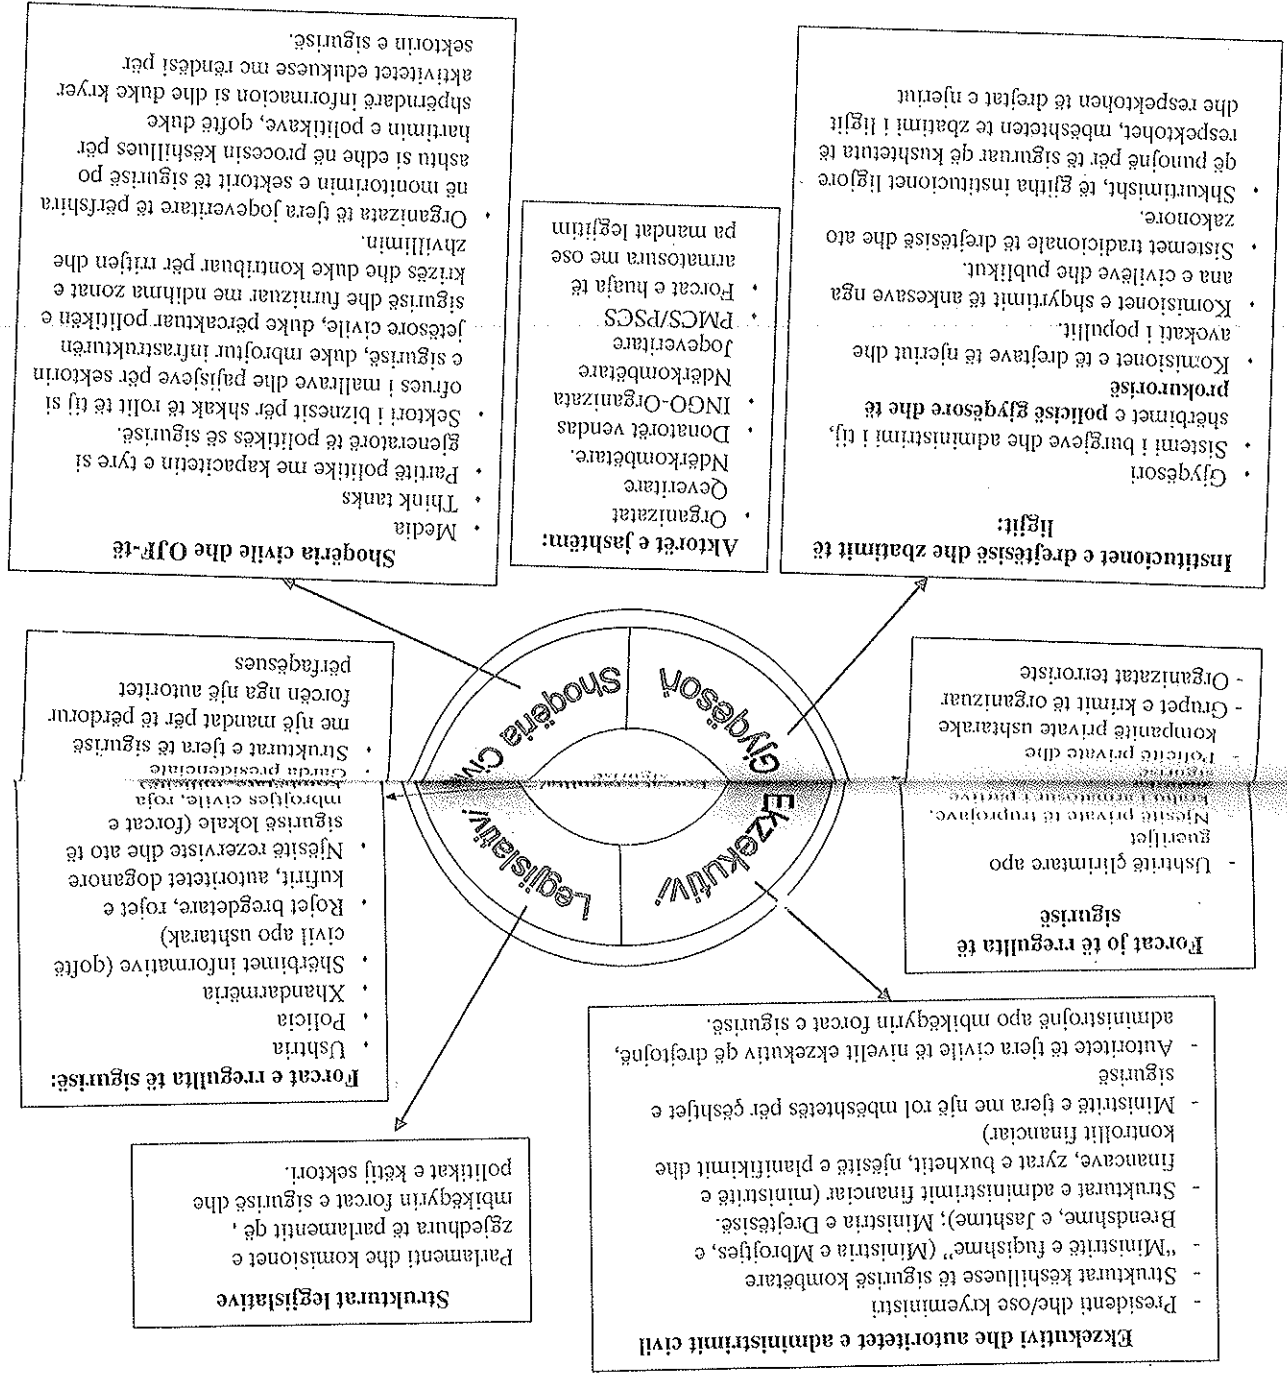 Ekzekutivi dhe autoritetet e administrimit civil
- Presidenti dhe/ose kryeministri
- Strukturat këshilluese të sigurisë kombëtare
- "Ministritë e fuqishme" (Ministria e Mbrojtjes, e
Brendshme, e Jashtme); Ministria e Drejtësisë.
- Strukturat e administrimit financiar (ministritë e
financave, zyrat e buxhetit, njësitë e planifikimit dhe
kontrollit financiar)
- Ministritë e tjera me një rol mbështetës për çështjet e
sigurisë
- Autoritete të tjera civile të nivelit ekzekutiv që drejtojnë,
administrojnë apo mbikëqyrin forcat e sigurisë.
Strukturat legjislative
Parlamenti dhe komisionet e
zgjedhura të parlamentit që ,
mbikëqyrin forcat e sigurisë dhe
politikat e këtij sektori.
Forcat jo të rregullta të
sigurisë
- Ushtritë çlirimtare apo
guerriljet
- Njësitë private të truprojave,
- Policitë private dhe
kompanitë private ushtarake
- Grupet e krimit të organizuar
- Organizatat terroriste
Ekzekutivi
Legjislativi
Gjyqësori
Shoqëria Civile
Forcat e rregullta të sigurisë:
• Ushtria
• Policia
• Xhandarmëria
• Shërbimet informative (qoftë
civil apo ushtarak)
• Rojet bregdetare, rojet e
kufirit, autoritetet doganore
• Njësitë rezerviste dhe ato të
sigurisë lokale (forcat e
mbrojtjes civile, roja
Garda presidenciale
• Strukturat e tjera të sigurisë
me një mandat për të përdorur
forcën nga një autoritet
përfaqësues
Institucionet e drejtësisë dhe zbatimit të
ligjit:
• Gjyqësori
• Sistemi i burgjeve dhe administrimi i tij,
shërbimet e policisë gjyqësore dhe të
prokurorisë
• Komisionet e të drejtave të njeriut dhe
avokati i popullit.
• Komisionet e shqyrtimit të ankesave nga
ana e civilëve dhe publikut.
• Sistemet tradicionale të drejtësisë dhe ato
zakonore.
• Shkurtimisht, të gjitha institucionet ligjore
që punojnë për të siguruar që kushtetuta të
respektohet, mbështeten te zbatimi i ligjit
dhe respektohen të drejtat e njeriut
Aktorët e jashtëm:
• Organizatat
Qeveritare
Ndërkombëtare.
• Donatorët vendas
• INGO-Organizata
Ndërkombëtare
Joqeveritare
• PMCS/PSCS
• Forcat e huaja të
armatosura me ose
pa mandat legjitim
Shoqëria civile dhe OJF-të
• Media
• Think tanks
• Partitë politike me kapacitetin e tyre si
gjeneratorë të politikës së sigurisë.
• Sektori i biznesit për shkak të rolit të tij si
ofrues i mallrave dhe pajisjeve për sektorin
e sigurisë, duke mbrojtur infrastrukturën
jetësore civile, duke përcaktuar politikën e
sigurisë dhe furnizuar me ndihma zonat e
krizës dhe duke kontribuar për rritjen dhe
zhvillimin.
• Organizata të tjera joqeveritare të përfshira
në monitorimin e sektorit të sigurisë po
ashtu si edhe në procesin këshillues për
hartimin e politikave, qoftë duke
shpërndarë informacion si dhe duke kryer
aktivitetet edukuese me rëndësi për
sektorin e sigurisë.